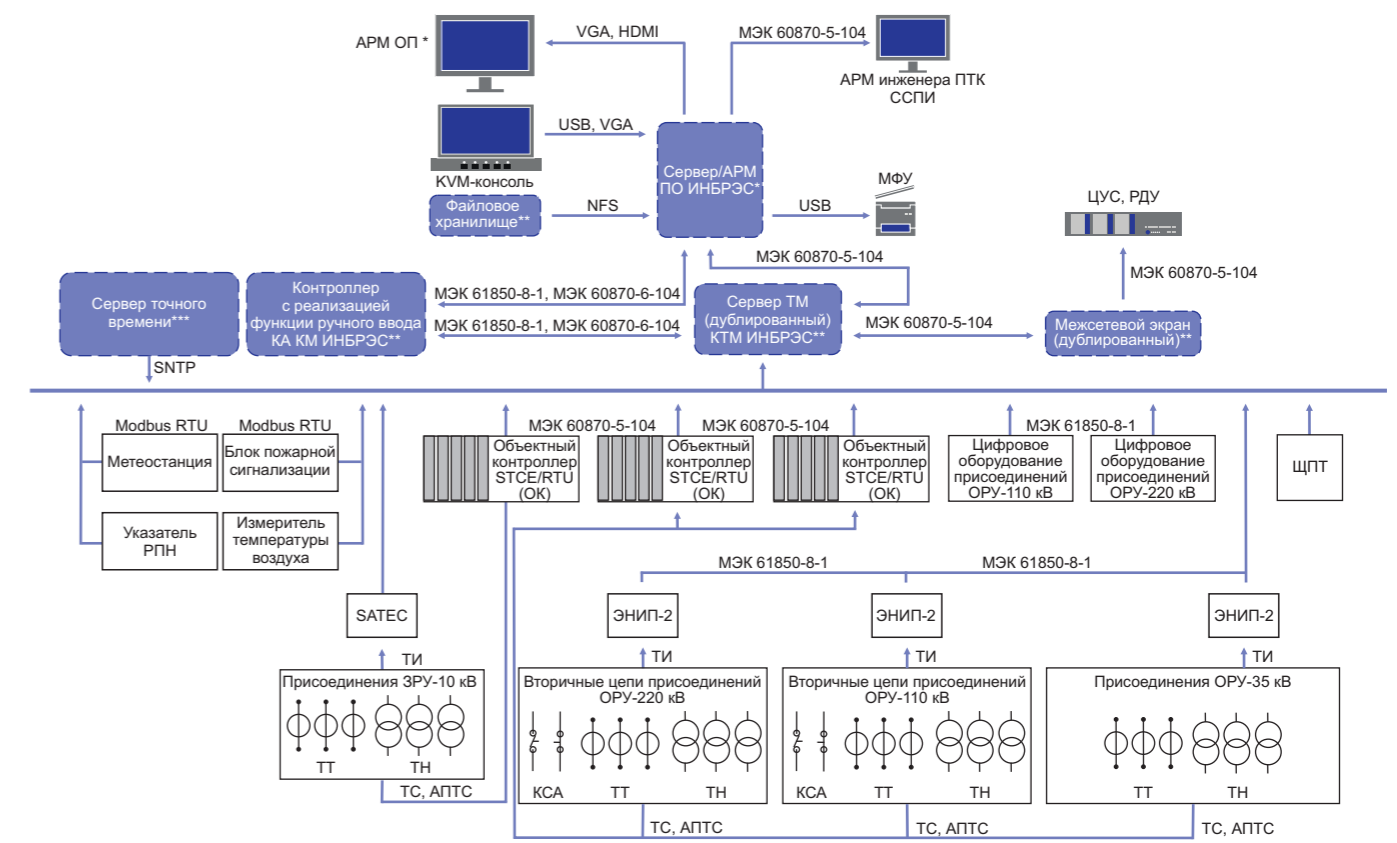 АРМ ОП *
VGA, HDMI
МЭК 60870-5-104
АРМ инженера ПТК
ССПИ
USB, VGA
KVM-консоль
Сервер/АРМ
ПО ИНБРЭС*
Файловое
хранилище**
NFS
USB
МФУ
ЦУС, РДУ
МЭК 60870-5-104
МЭК 60870-5-104
Сервер точного
времени***
Контроллер
с реализацией
функции ручного ввода
КА КМ ИНБРЭС**
МЭК 61850-8-1, МЭК 60870-6-104
МЭК 61850-8-1, МЭК 60870-6-104
Сервер ТМ
(дублированный)
КТМ ИНБРЭС**
МЭК 60870-5-104
Межсетевой экран
(дублированный)**
SNTP
Modbus RTU
Modbus RTU
МЭК 60870-5-104
МЭК 60870-5-104
МЭК 61850-8-1
Метеостанция
Блок пожарной
сигнализации
Объектный
контроллер
STCE/RTU
(ОК)
Объектный
контроллер
STCE/RTU
(ОК)
Объектный
контроллер
STCE/RTU
(ОК)
Цифровое
оборудование
присоединений
ОРУ-110 кВ
Цифровое
оборудование
присоединений
ОРУ-220 кВ
ЩПТ
Указатель
РПН
Измеритель
температуры
воздуха
МЭК 61850-8-1
МЭК 61850-8-1
SATEC
ЭНИП-2
ЭНИП-2
ЭНИП-2
ТИ
ТИ
ТИ
ТИ
Присоединения ЗРУ-10 кВ
ТТ
ТН
Вторичные цепи присоединений
ОРУ-220 кВ
КСА
ТТ
ТН
Вторичные цепи присоединений
ОРУ-110 кВ
КСА
ТТ
ТН
Присоединения ОРУ-35 кВ
ТТ
ТН
ТС, АПТС
ТС, АПТС
ТС, АПТС
ТС, АПТС